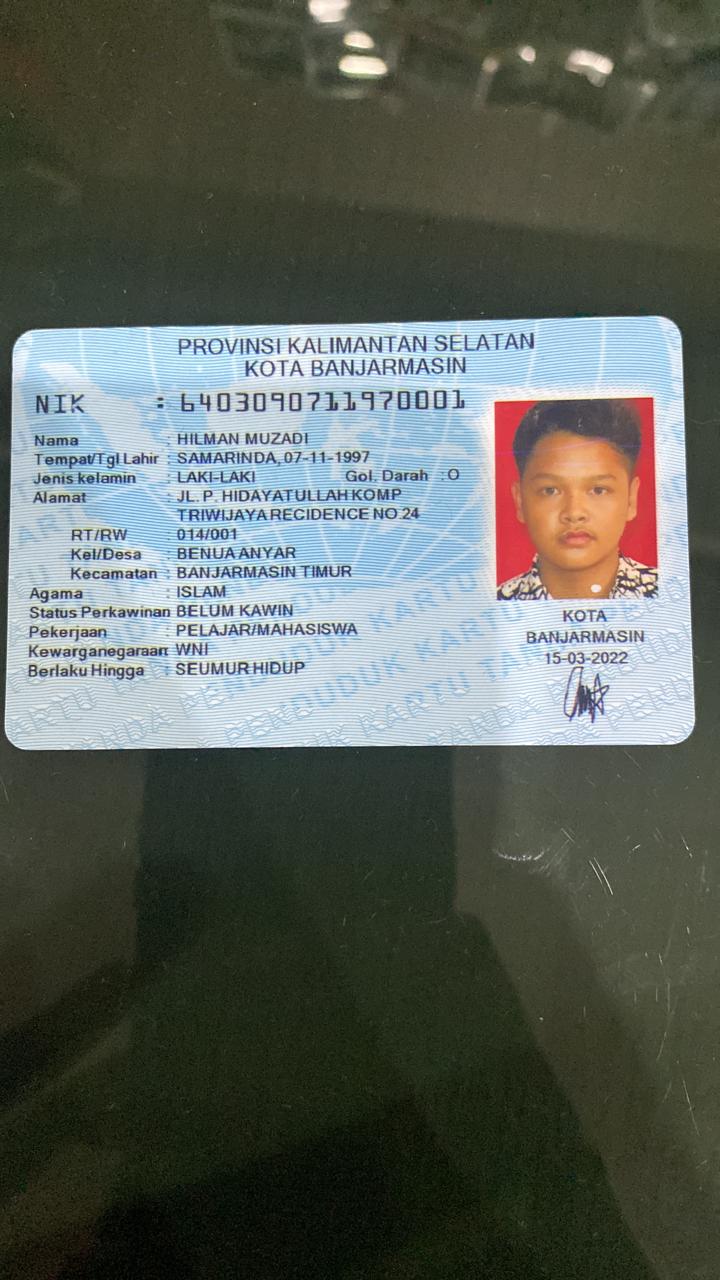 PROVINSI KALIMANTAN SELATAN
KOTA BANJARMASIN
NIK : 6403090711970001
Nama : HILMAN MUZADI
Tempat/Tgl Lahir : SAMARINDA, 07-11-1997
Jenis kelamin : LAKI-LAKI Gol. Darah : O
Alamat : JL. P. HIDAYATULLAH KOMP
TRIWIJAYA RECIDENCE NO.24
RT/RW : 014/001
Kel/Desa : BENUA ANYAR
Kecamatan : BANJARMASIN TIMUR
Agama : ISLAM
Status Perkawinan BELUM KAWIN
Pekerjaan : PELAJAR/MAHASISWA
Kewarganegaraan: WNI
Berlaku Hingga : SEUMUR HIDUP
KOTA
BANJARMASIN
15-03-2022